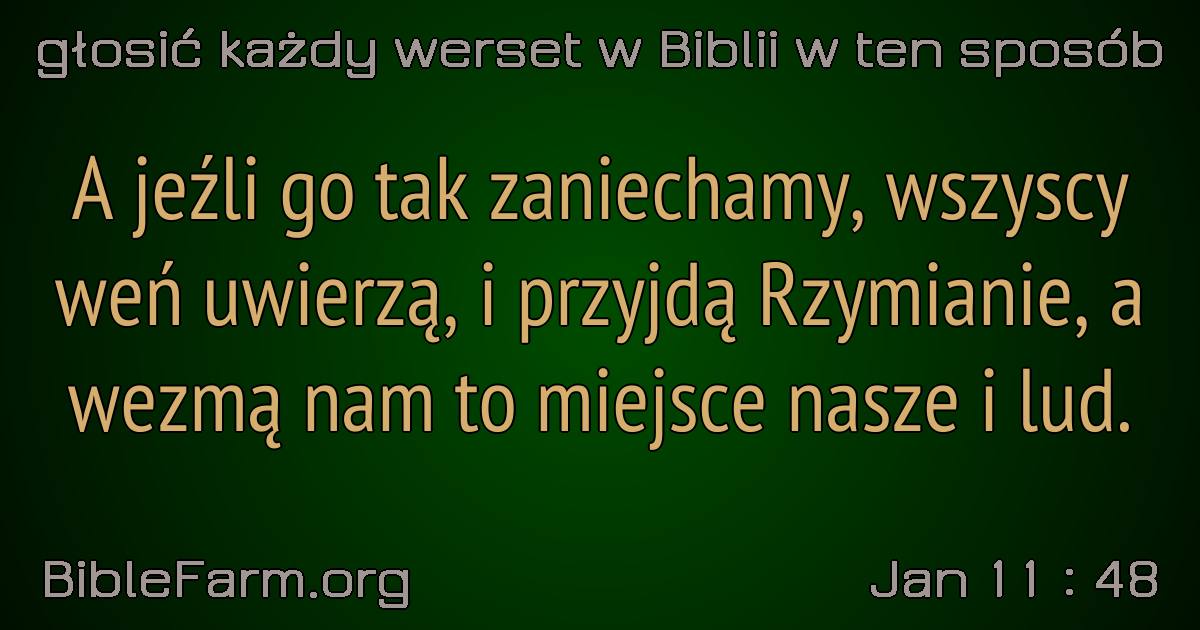 głosić każdy werset w Biblii w ten sposób
A jeźli go tak zaniechamy, wszyscy
weń uwierzą, i przyjdą Rzymianie, a
wezmą nam to miejsce nasze i lud.
BibleFarm.org
Jan 11 : 48